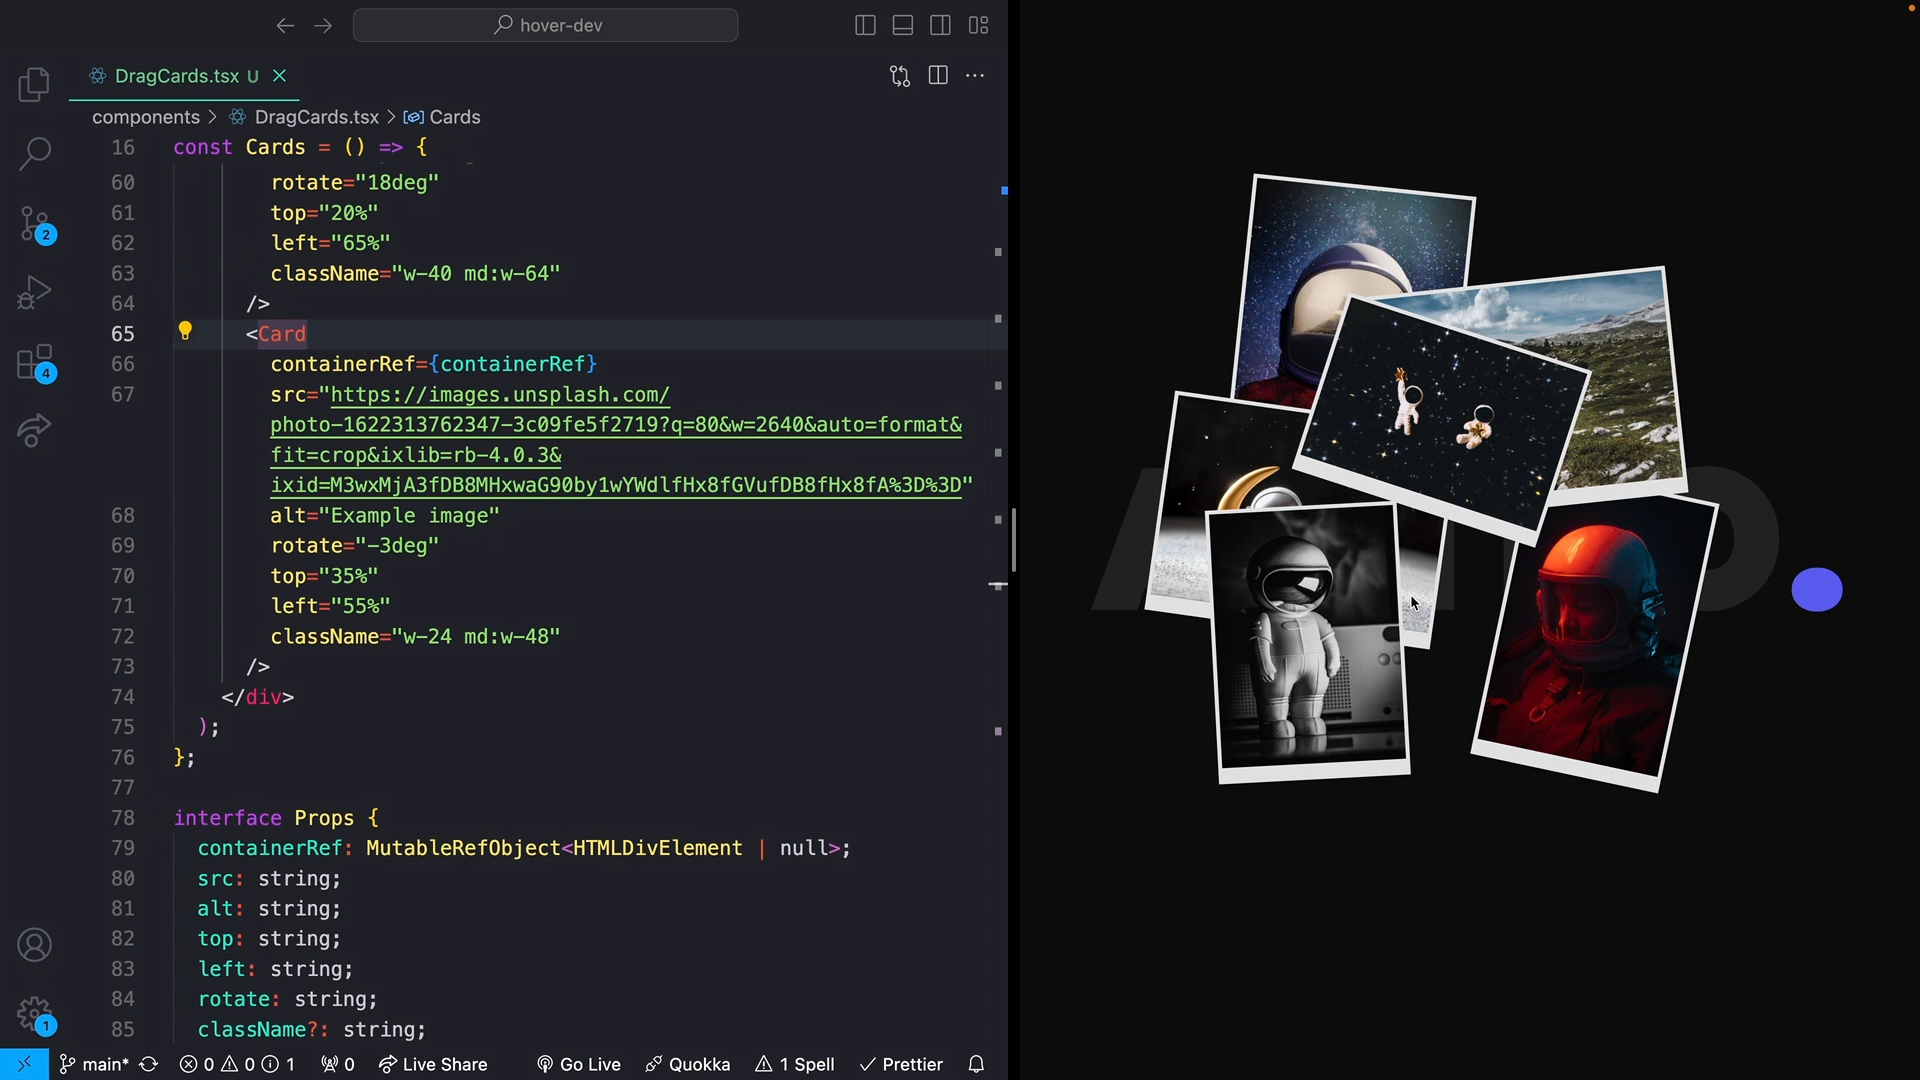 hover-dev
DragCards.tsx U
components > DragCards.tsx > Cards
16 const Cards = () => {
60 rotate="18deg"
61 top="20%"
62 left="65%"
63 className="w-40 md:w-64"
64 />
65 <Card
66 containerRef={containerRef}
67 src="https://images.unsplash.com/
photo-1622313762347-3c09fe5f2719?q=80&w=2640&auto=format&
fit=crop&ixlib=rb-4.0.3&
ixid=M3wxMjA3fDB8MHxwaG90by1wYWdlfHx8fGVufDB8fHx8fA%3D%3D"
68 alt="Example image"
69 rotate="-3deg"
70 top="35%"
71 left="55%"
72 className="w-24 md:w-48"
73 />
74 </div>
75 );
76 };
77
78 interface Props {
79 containerRef: MutableRefObject<HTMLDivElement | null>;
80 src: string;
81 alt: string;
82 top: string;
83 left: string;
84 rotate: string;
85 className?: string;
2
4
1
main* 0 0 1 0 Live Share Go Live Quokka 1 Spell Prettier